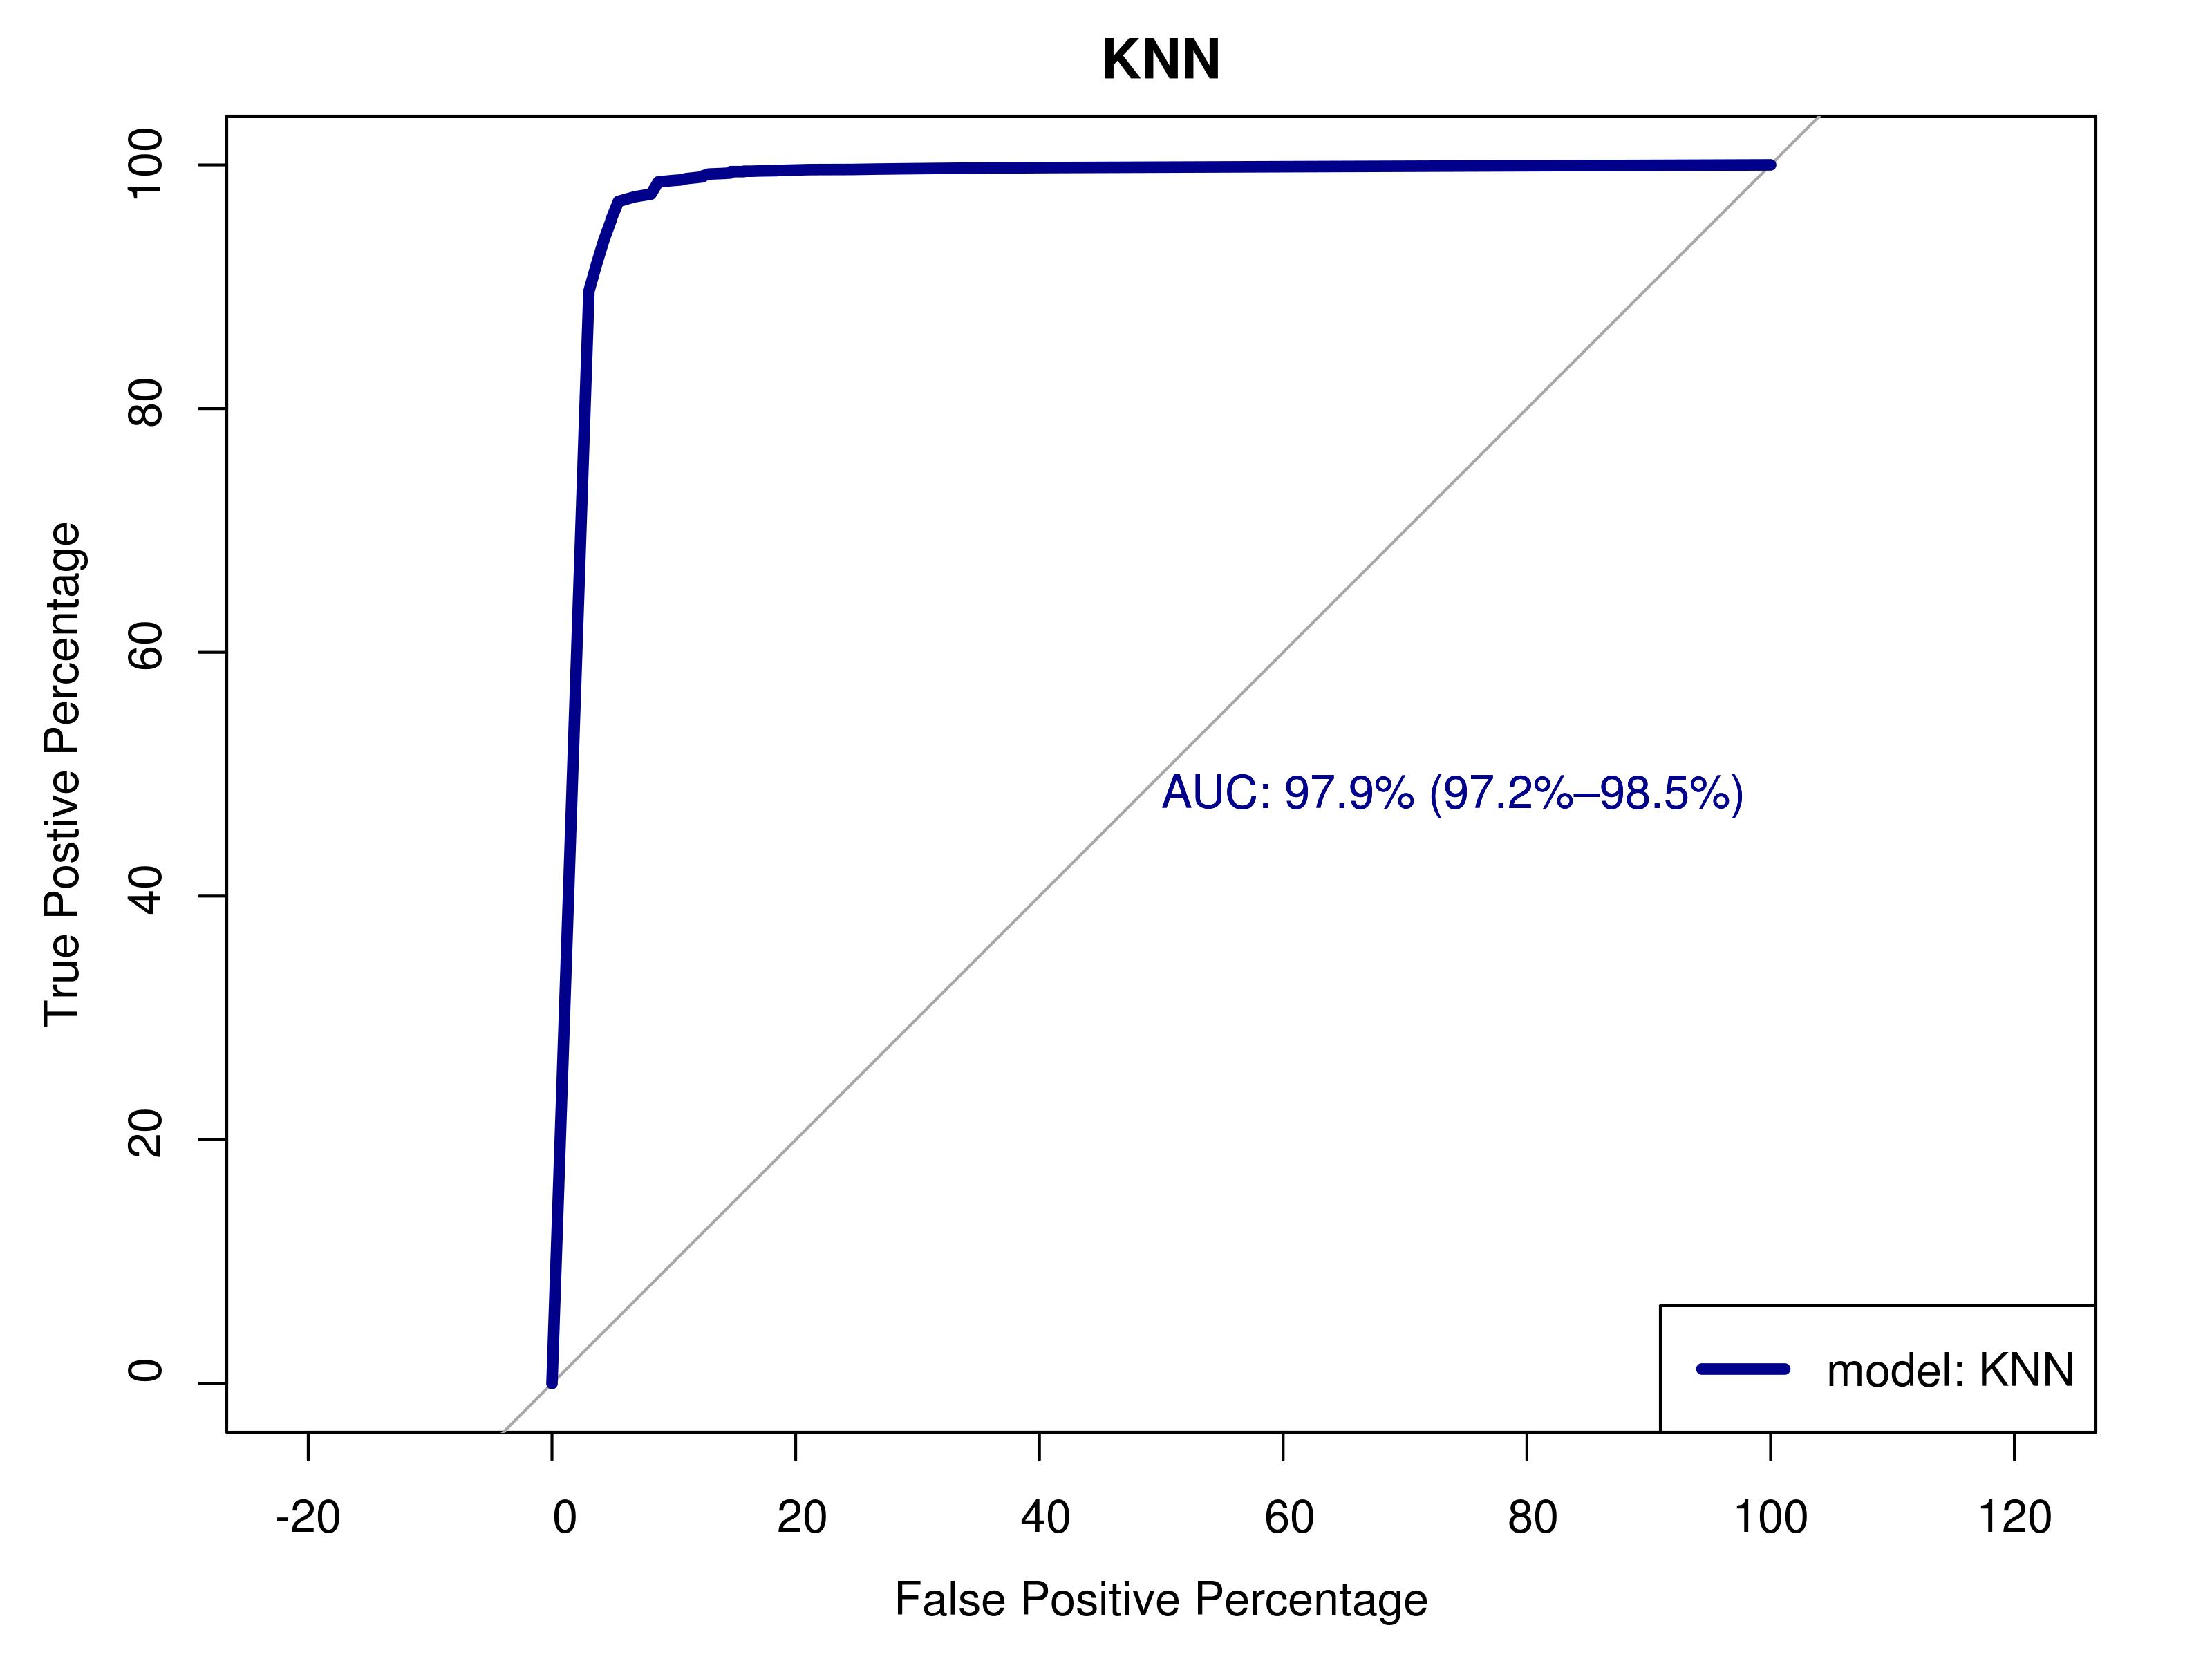 KNN
True Postive Percentage
100
80
60
40
20
0
AUC: 97.9% (97.2%–98.5%)
model: KNN
-20 0 20 40 60 80 100 120
False Positive Percentage